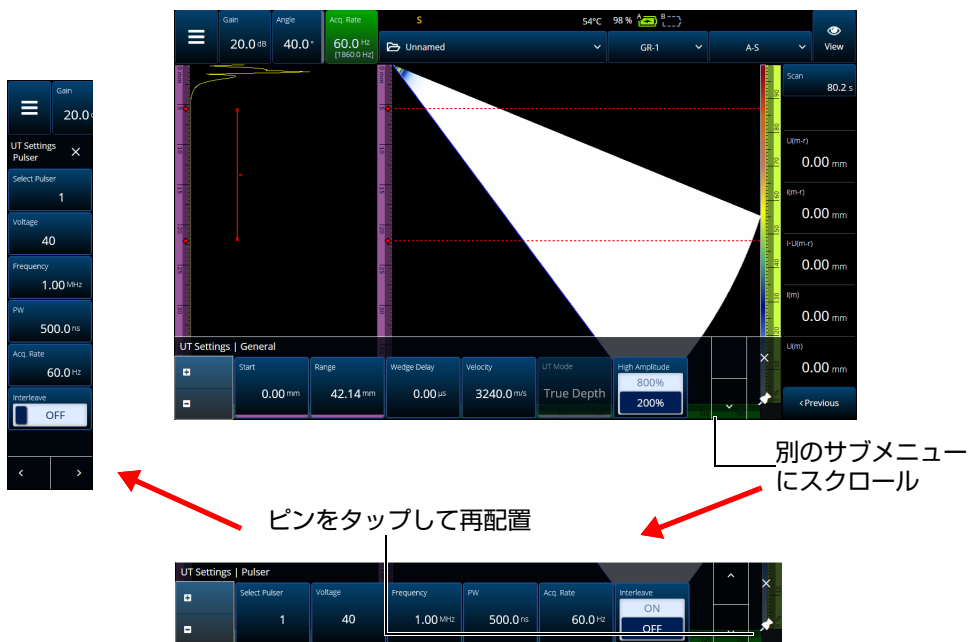 Gain
20.0 dB
Angle
40.0°
Acq. Rate
60.0 Hz
[1860.0 Hz]
S
54°C
98 %
A
B
Unnamed
GR-1
A-S
View
Gain
20.0
UT Settings
Pulser
Select Pulser
1
Voltage
40
Frequency
1.00 MHz
PW
500.0 ns
Acq. Rate
60.0 Hz
Interleave
OFF
Scan
80.2 s
U(m-r)
0.00 mm
I(m-r)
0.00 mm
I-U(m-r)
0.00 mm
I(m)
0.00 mm
U(m)
0.00 mm
<Previous
UT Settings | General
Start
0.00 mm
Range
42.14 mm
Wedge Delay
0.00 µs
Velocity
3240.0 m/s
UT Mode
True Depth
High Amplitude
800%
200%
別のサブメニュー
にスクロール
ピンをタップして再配置
UT Settings | Pulser
Select Pulser
1
Voltage
40
Frequency
1.00 MHz
PW
500.0 ns
Acq. Rate
60.0 Hz
Interleave
ON
OFF